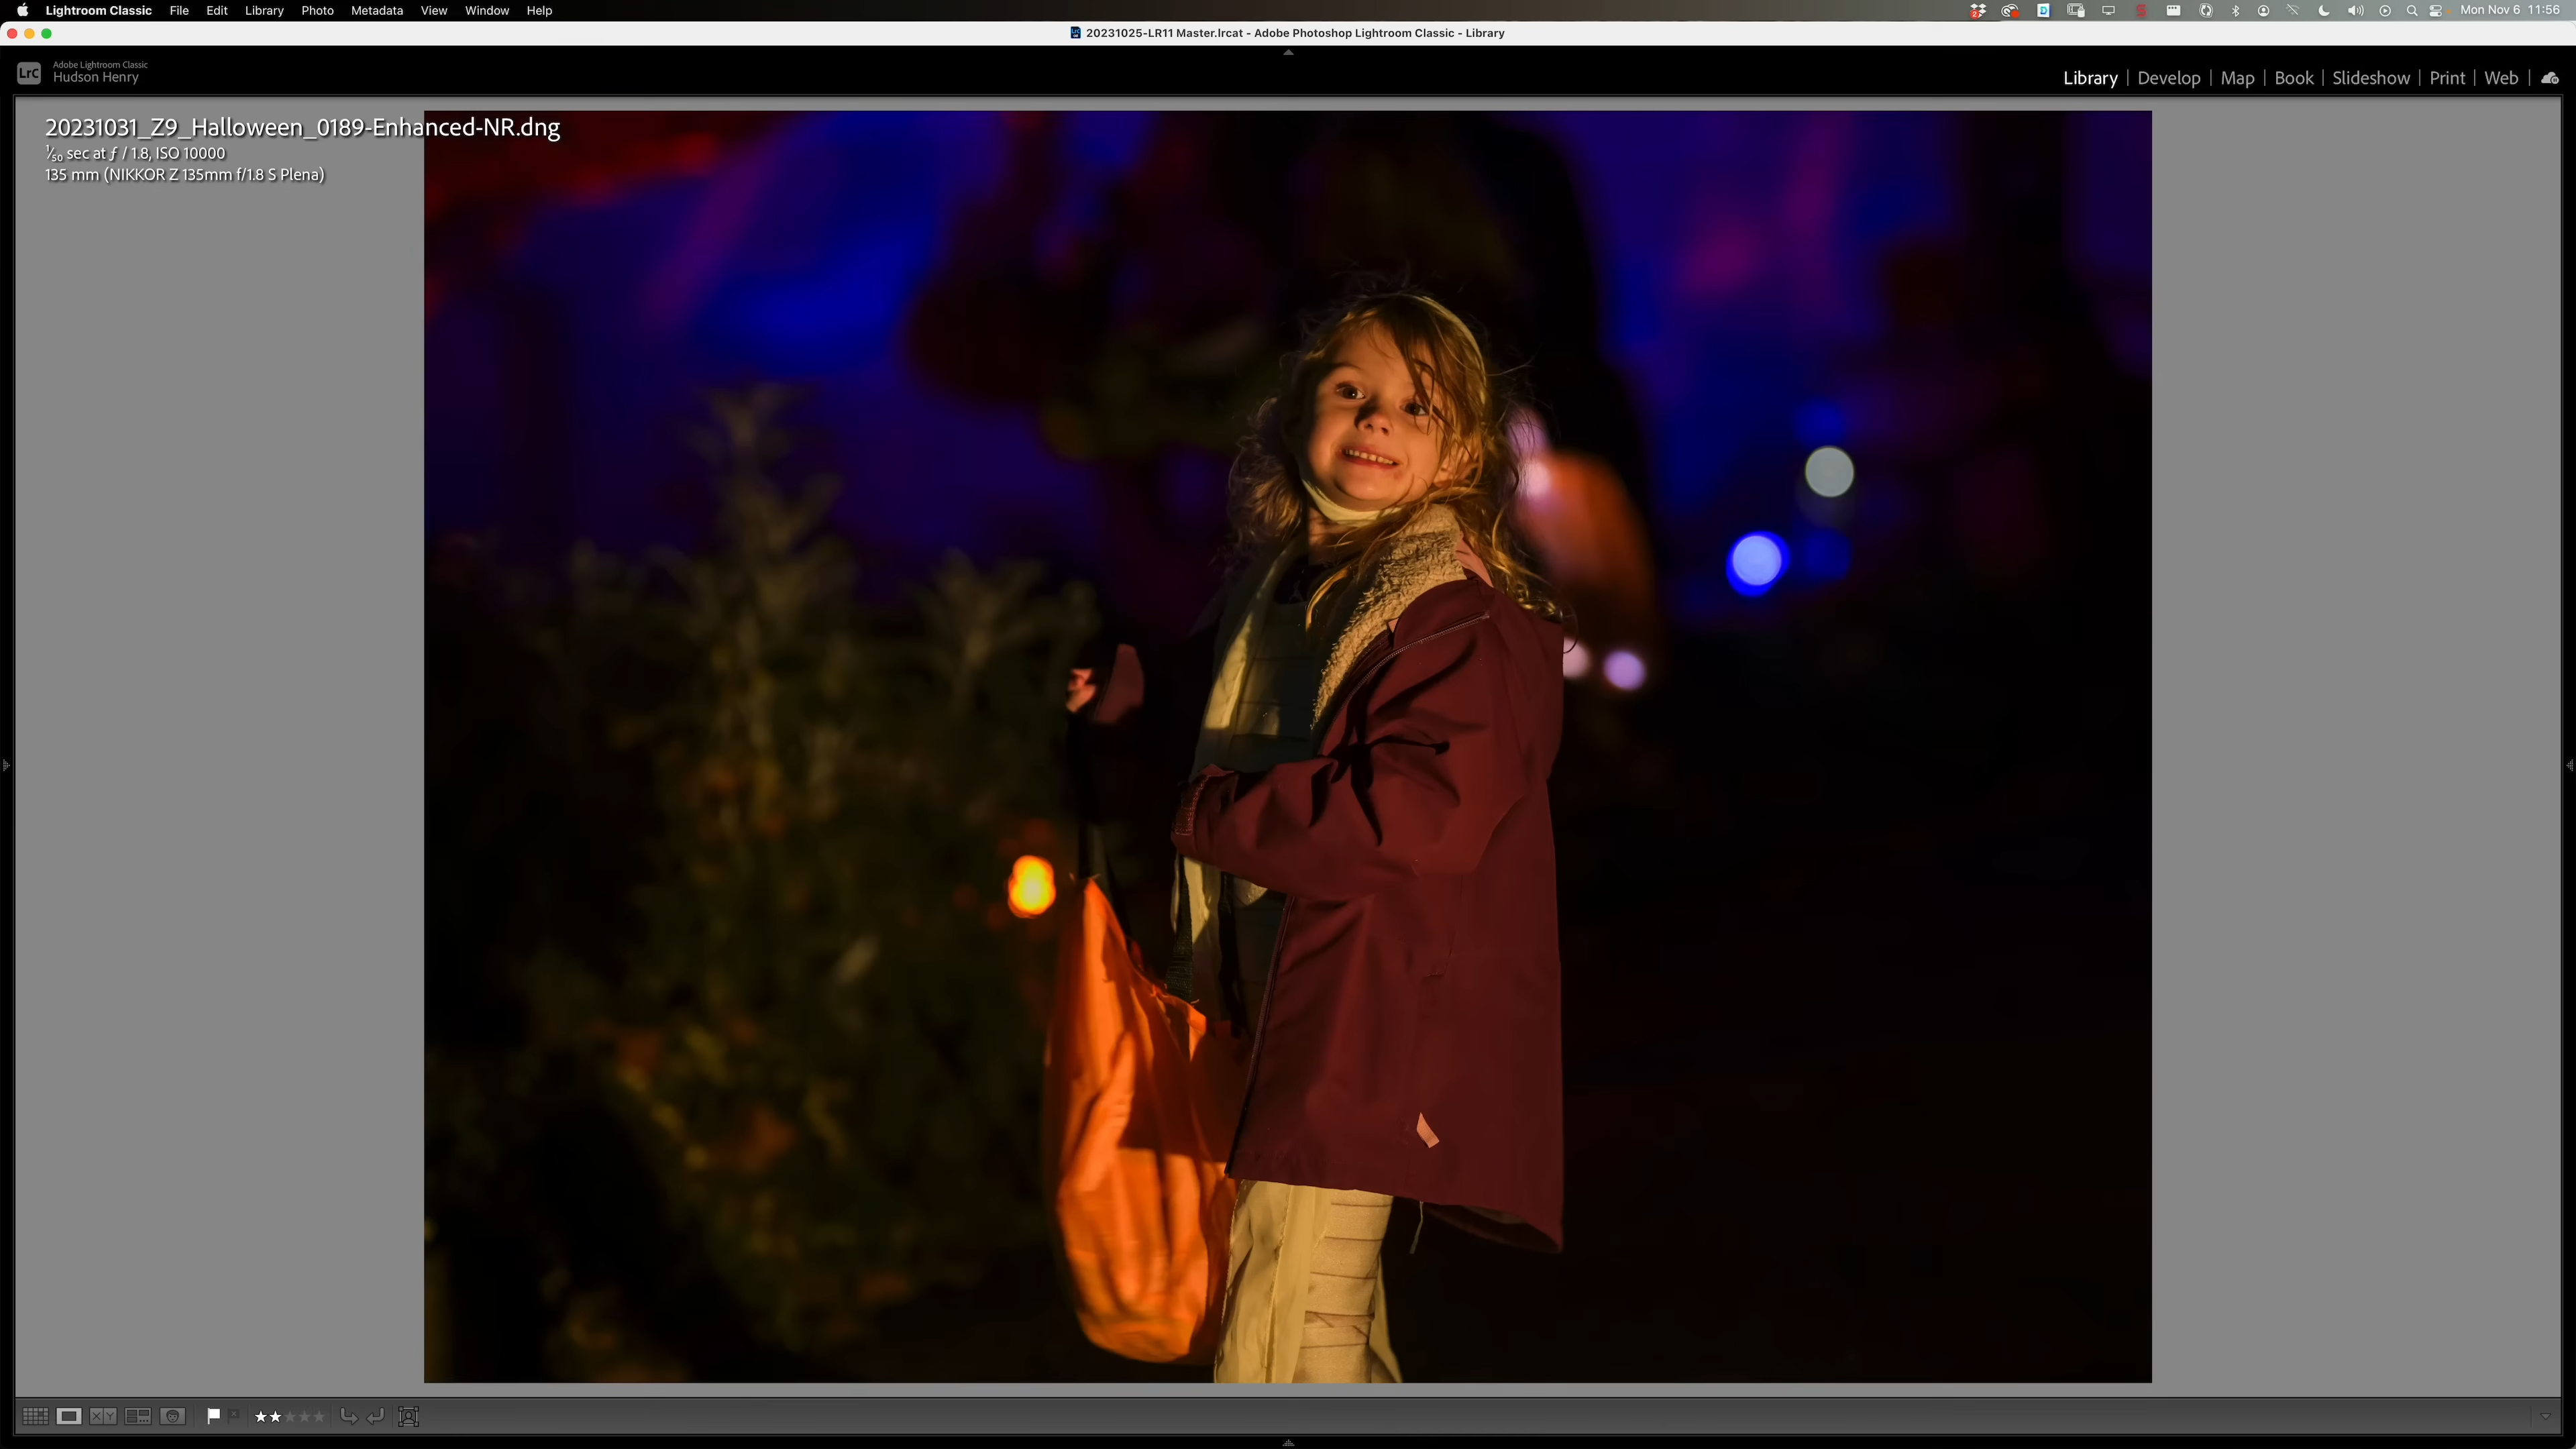 Lightroom Classic File Edit Library Photo Metadata View Window Help
Mon Nov 6 11:56
20231025-LR11 Master.lrcat - Adobe Photoshop Lightroom Classic - Library
LrC
Adobe Lightroom Classic
Hudson Henry
Library | Develop | Map | Book | Slideshow | Print | Web |
20231031_Z9_Halloween_0189-Enhanced-NR.dng
1/50 sec at ƒ / 1.8, ISO 10000
135 mm (NIKKOR Z 135mm f/1.8 S Plena)
XY